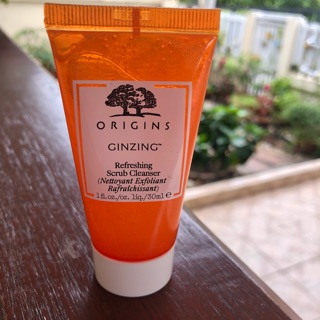 ORIGINS
GINZING™
Refreshing
Scrub Cleanser
(Nettoyant Exfoliant
Rafraîchissant)
1 fl.oz./oz. liq./30ml ℮